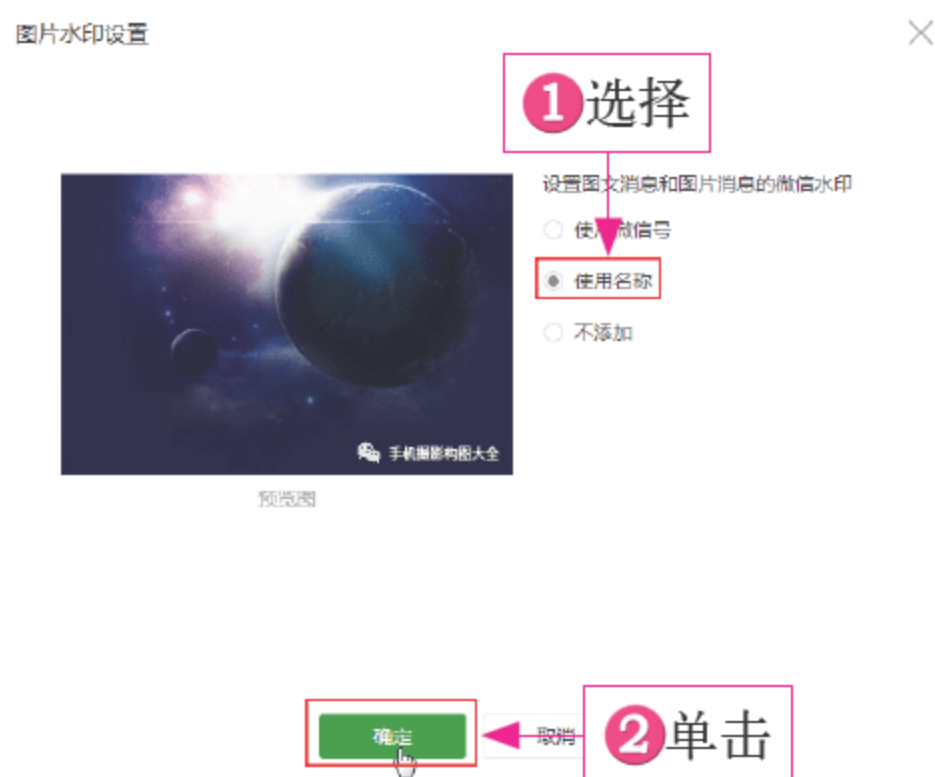 图片水印设置
1选择
设置图文消息和图片消息的微信水印
使用微信号
使用名称
不添加
手机摄影构图大全
预览图
确定
取消
2单击